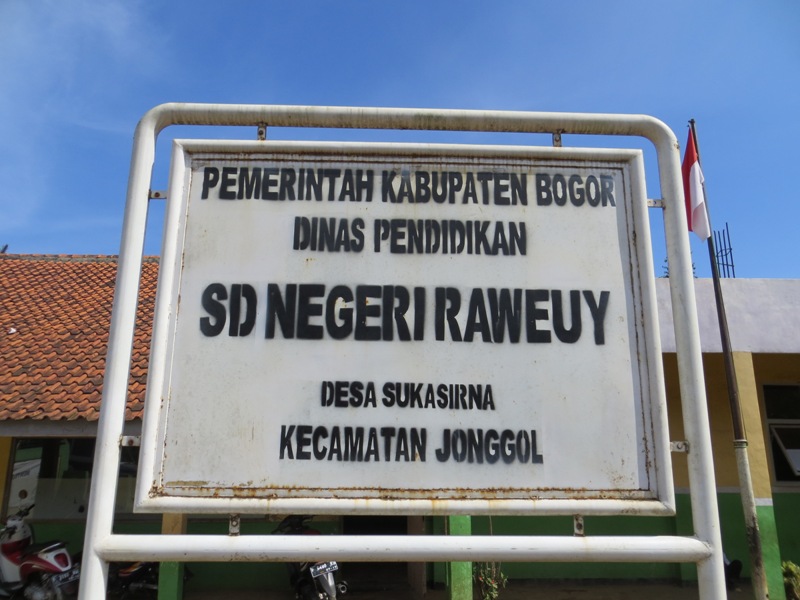 PEMERINTAH KABUPATEN BOGOR
DINAS PENDIDIKAN
SD NEGERI RAWEUY
DESA SUKASIRNA
KECAMATAN JONGGOL